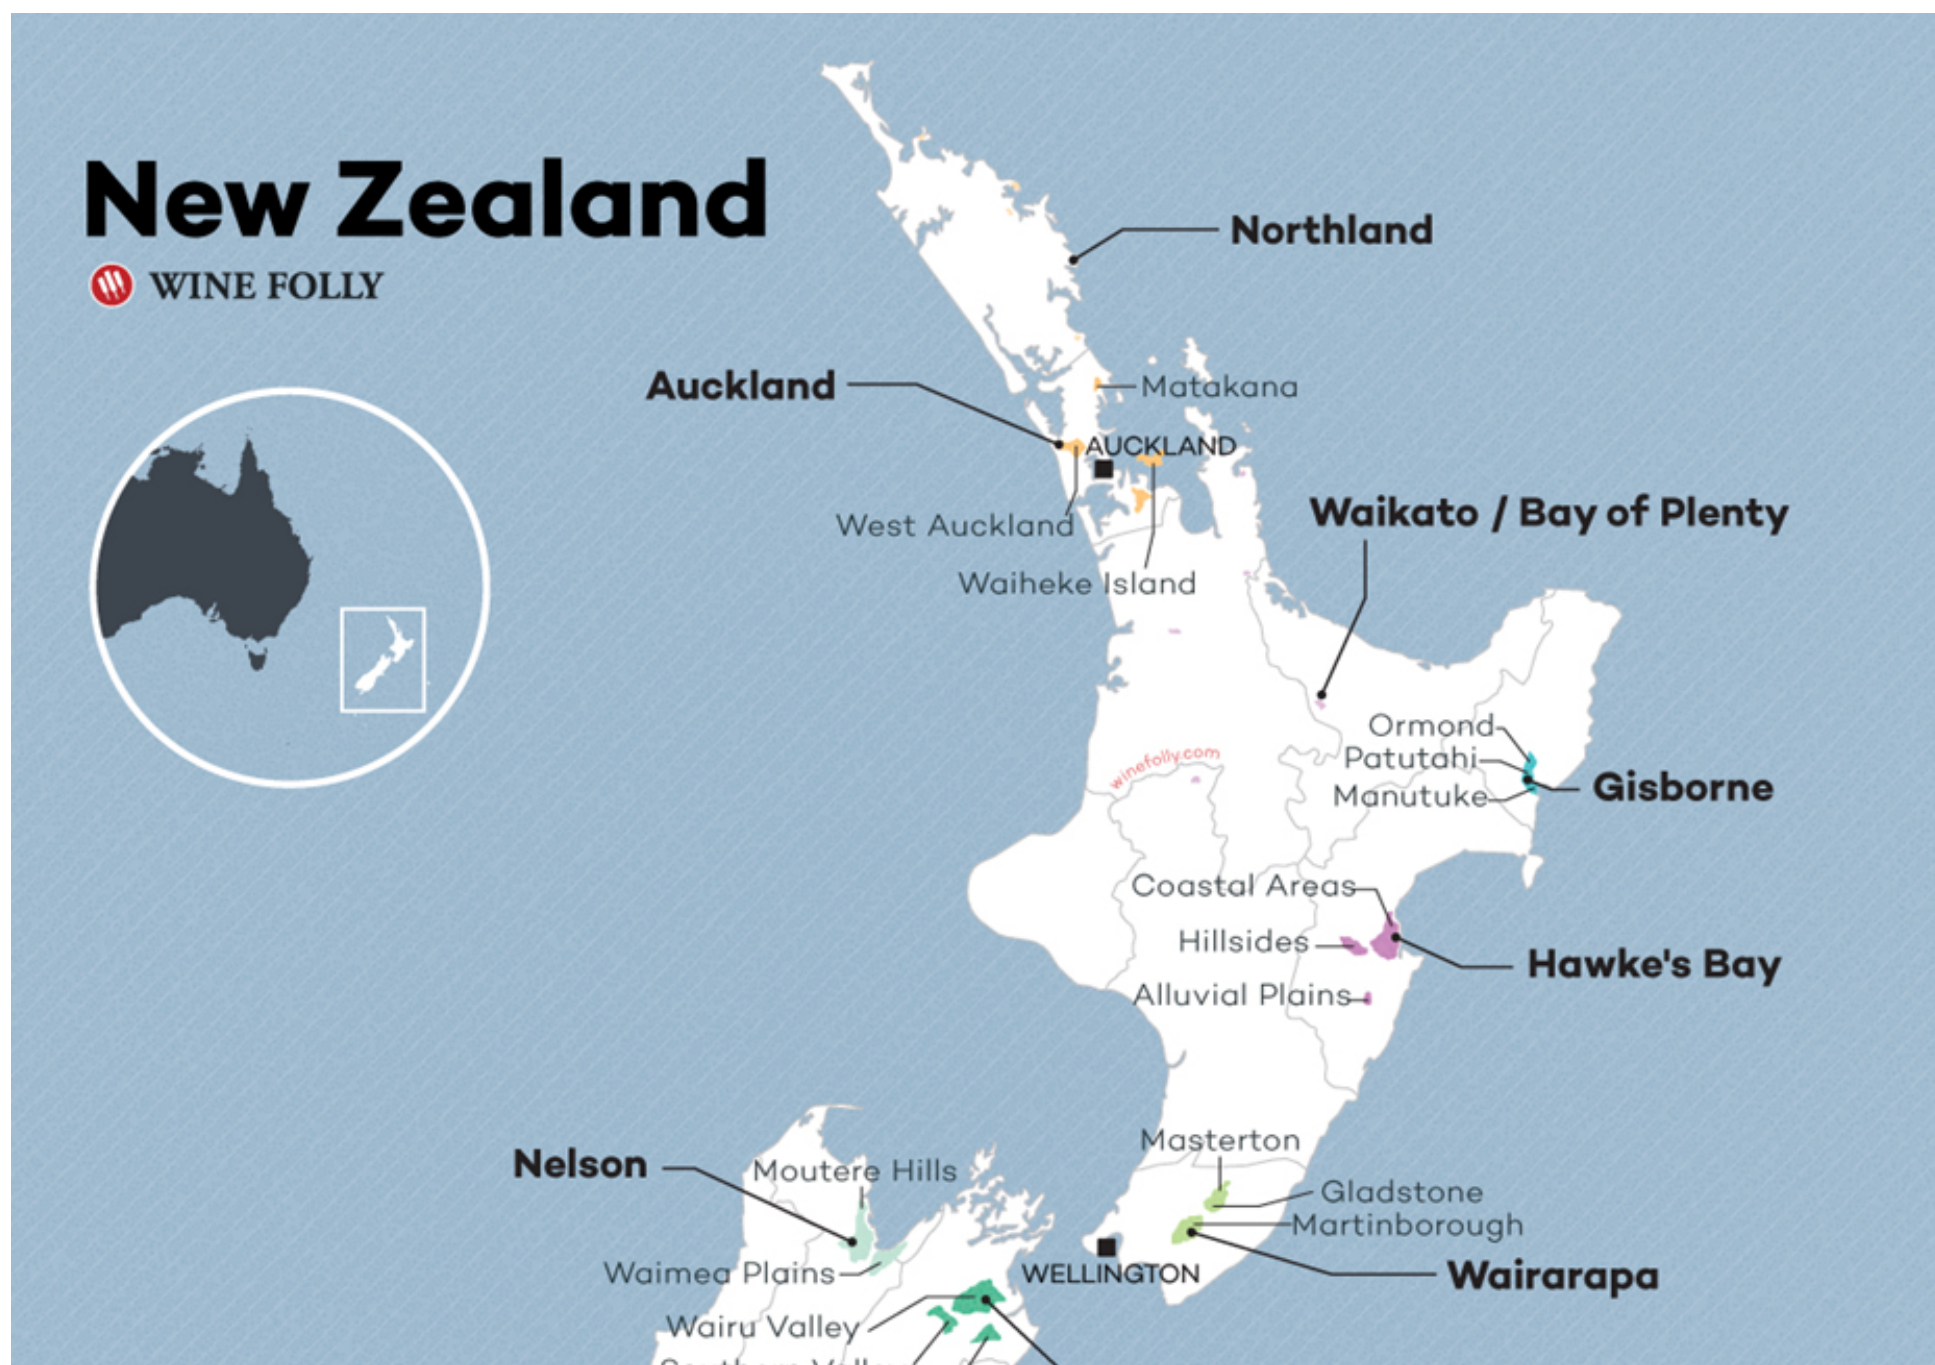 New Zealand
WINE FOLLY
Northland
Auckland
Matakana
AUCKLAND
West Auckland
Waikato / Bay of Plenty
Waiheke Island
Ormond
winefolly.com
Patutahi
Gisborne
Manutuke
Coastal Areas
Hillsides
Hawke's Bay
Alluvial Plains
Masterton
Nelson
Moutere Hills
Gladstone
Martinborough
Waimea Plains
WELLINGTON
Wairarapa
Wairu Valley